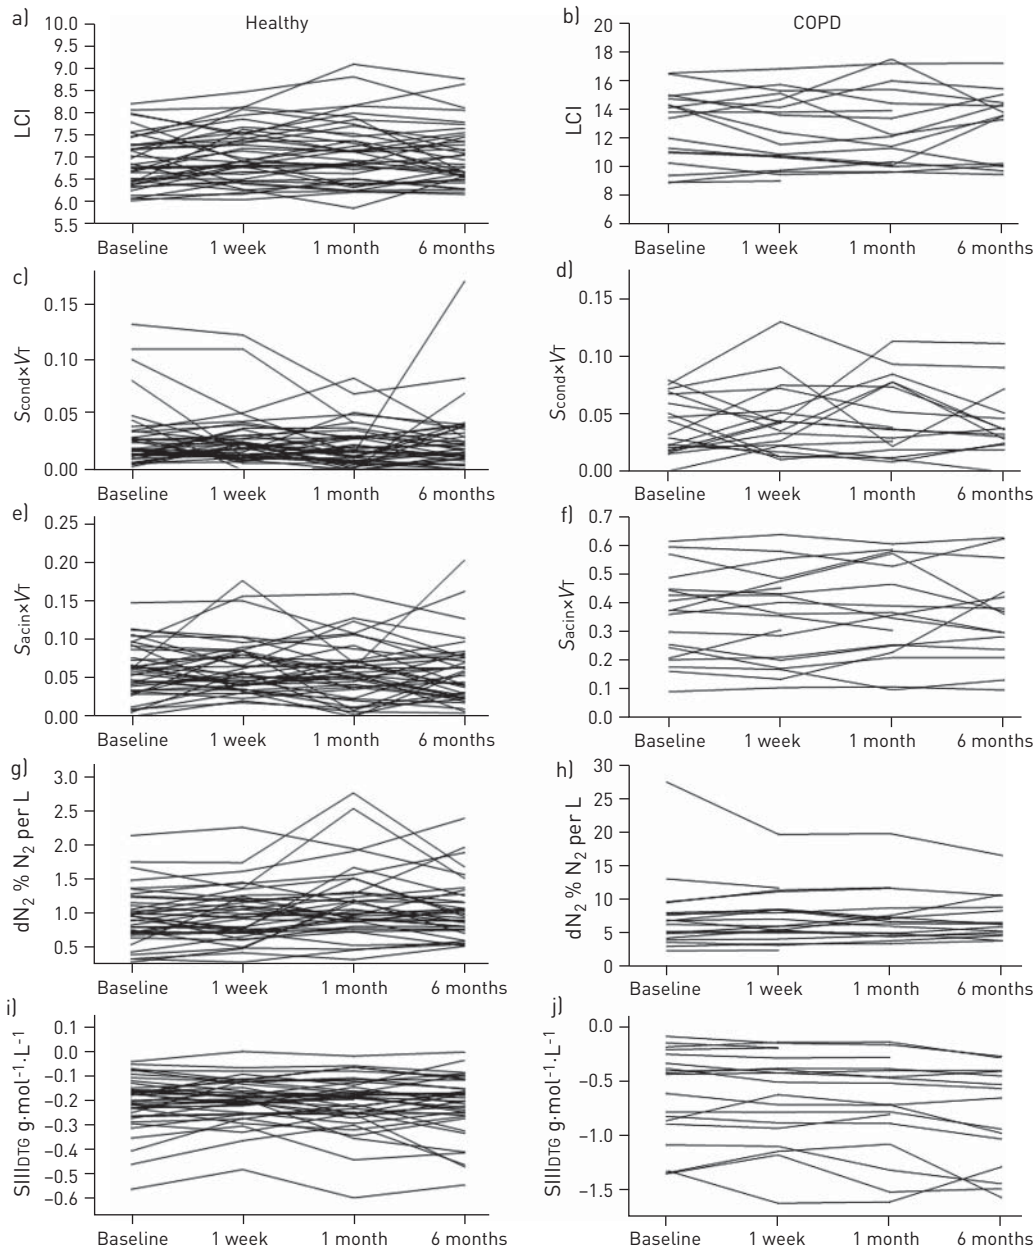 a) Healthy
LCI
10.0
9.5
9.0
8.5
8.0
7.5
7.0
6.5
6.0
5.5
Baseline 1 week 1 month 6 months
b) COPD
LCI
20
18
16
14
12
10
8
6
Baseline 1 week 1 month 6 months
c)
Scond×VT
0.15
0.10
0.05
0.00
Baseline 1 week 1 month 6 months
d)
Scond×VT
0.15
0.10
0.05
0.00
Baseline 1 week 1 month 6 months
e)
Sacin×VT
0.25
0.20
0.15
0.10
0.05
0.00
Baseline 1 week 1 month 6 months
f)
Sacin×VT
0.7
0.6
0.5
0.4
0.3
0.2
0.1
0.0
Baseline 1 week 1 month 6 months
g)
dN2 % N2 per L
3.0
2.5
2.0
1.5
1.0
0.5
Baseline 1 week 1 month 6 months
h)
dN2 % N2 per L
30
25
20
15
10
5
0
Baseline 1 week 1 month 6 months
i)
SIIIDTG g·mol-1·L-1
0.1
0.0
−0.1
−0.2
−0.3
−0.4
−0.5
−0.6
Baseline 1 week 1 month 6 months
j)
SIIIDTG g·mol-1·L-1
0.0
−0.5
−1.0
−1.5
Baseline 1 week 1 month 6 months